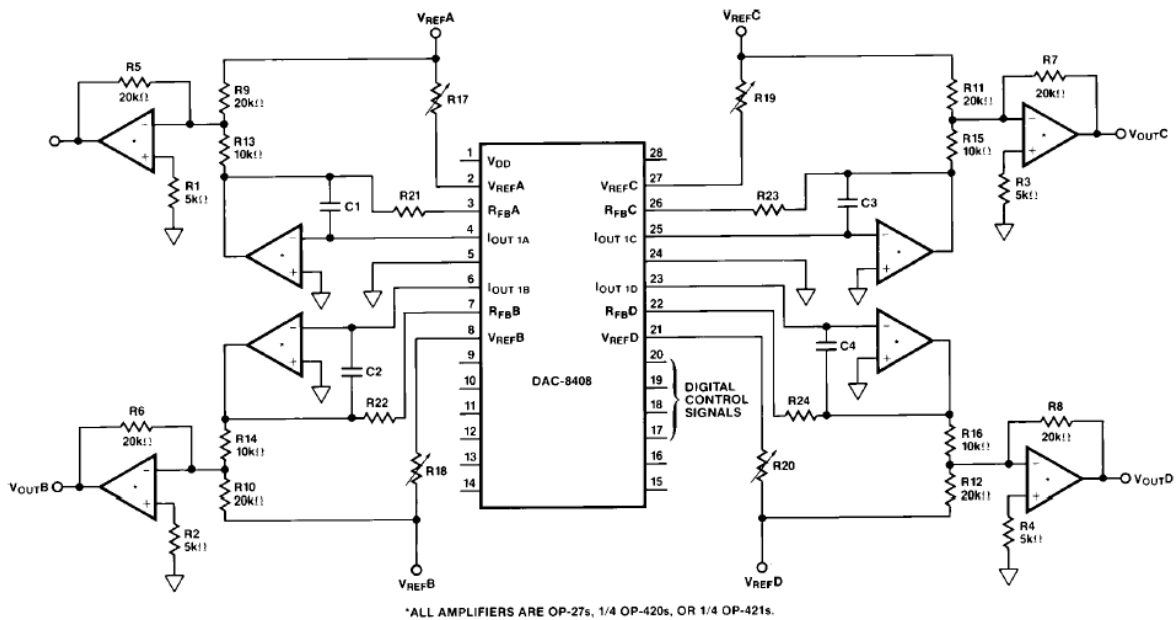 VREFA
VREFC
R5
20kΩ
R9
20kΩ
R17
R19
R11
20kΩ
R7
20kΩ
R13
10kΩ
R15
10kΩ
VOUTC
R1
5kΩ
R3
5kΩ
1 VDD 28
2 VREFA VREFC 27
3 RFBA RFBC 26
4 IOUT 1A IOUT 1C 25
5 24
6 IOUT 1B IOUT 1D 23
7 RFBB RFBD 22
8 VREFB VREFD 21
9 20
10 19
11 18
12 17
13 16
14 15
DAC-8408
DIGITAL
CONTROL
SIGNALS
C1
R21
R23
C3
C2
R22
C4
R24
R6
20kΩ
R14
10kΩ
R18
R20
R16
10kΩ
R8
20kΩ
VOUTB
R10
20kΩ
R12
20kΩ
VOUTD
R2
5kΩ
R4
5kΩ
VREFB
VREFD
*ALL AMPLIFIERS ARE OP-27s, 1/4 OP-420s, OR 1/4 OP-421s.